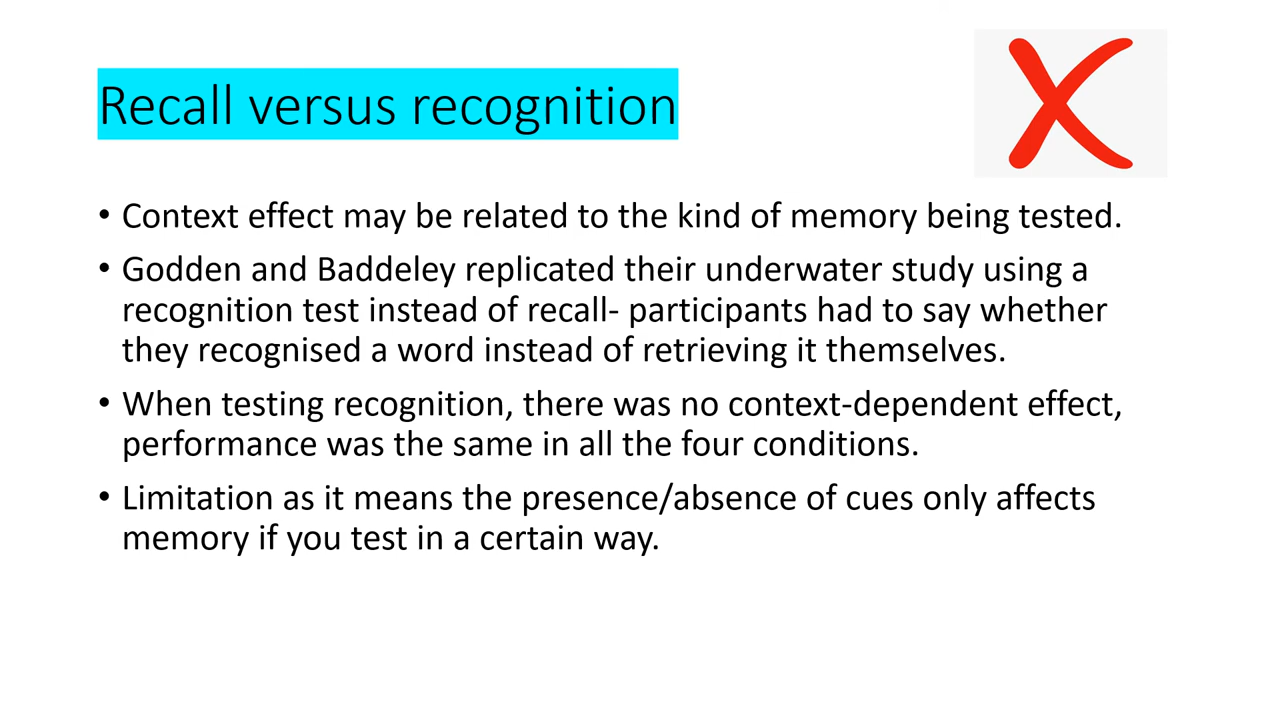 Recall versus recognition
• Context effect may be related to the kind of memory being tested.
• Godden and Baddeley replicated their underwater study using a
recognition test instead of recall- participants had to say whether
they recognised a word instead of retrieving it themselves.
• When testing recognition, there was no context-dependent effect,
performance was the same in all the four conditions.
• Limitation as it means the presence/absence of cues only affects
memory if you test in a certain way.